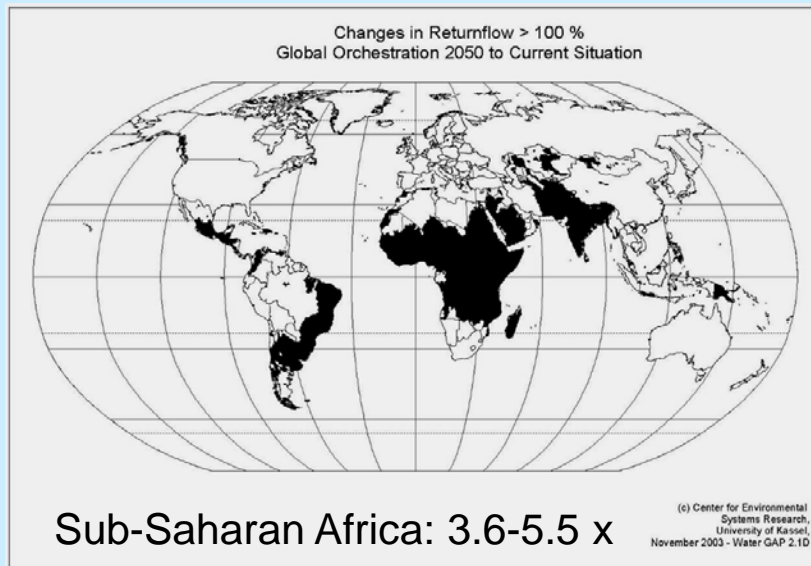 Changes in Returnflow > 100 %
Global Orchestration 2050 to Current Situation
Sub-Saharan Africa: 3.6-5.5 x
(c) Center for Environmental
Systems Research,
University of Kassel,
November 2003 - Water GAP 2.1D